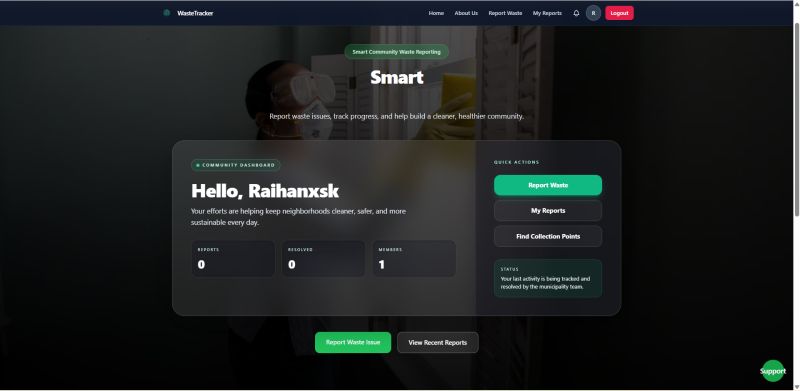 WasteTracker
Home About Us Report Waste My Reports R Logout
Smart Community Waste Reporting
Smart
Report waste issues, track progress, and help build a cleaner, healthier community.
COMMUNITY DASHBOARD
Hello, Raihanxsk
Your efforts are helping keep neighborhoods cleaner, safer, and more
sustainable every day.
REPORTS
0
RESOLVED
0
MEMBERS
1
QUICK ACTIONS
Report Waste
My Reports
Find Collection Points
STATUS
Your last activity is being tracked and
resolved by the municipality team.
Report Waste Issue
View Recent Reports
Support